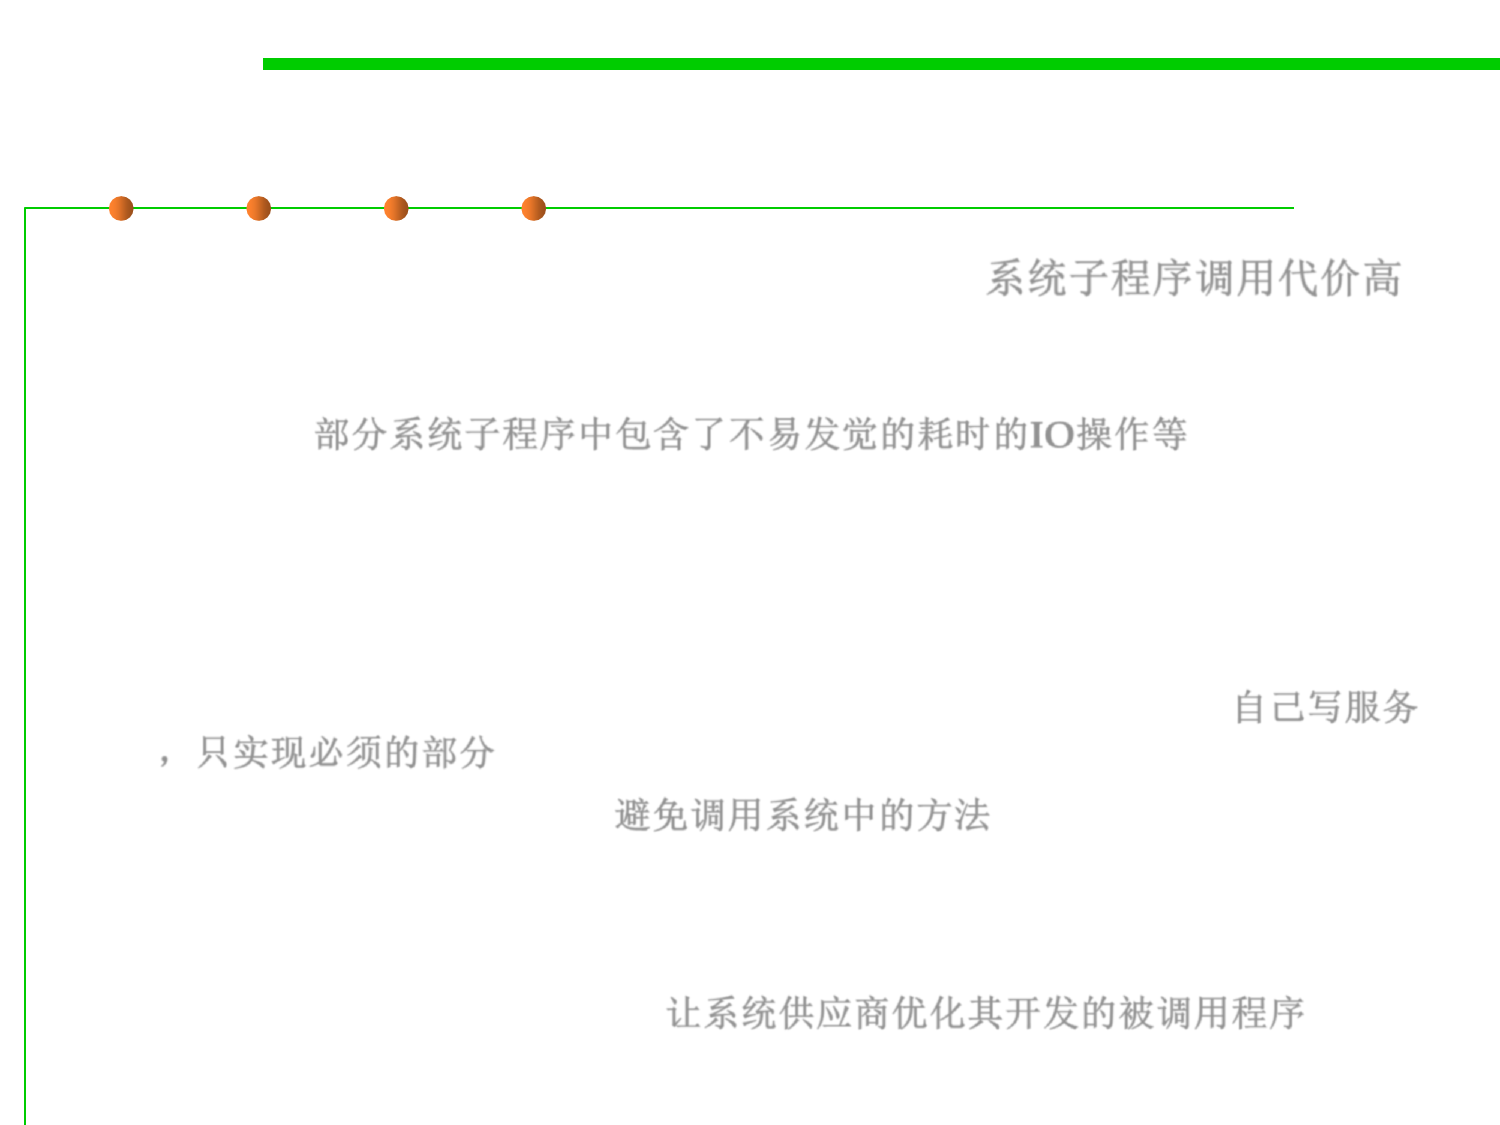 系统子程序调用代价高
部分系统子程序中包含了不易发觉的耗时的IO操作等
自己写服务
，只实现必须的部分
避免调用系统中的方法
让系统供应商优化其开发的被调用程序